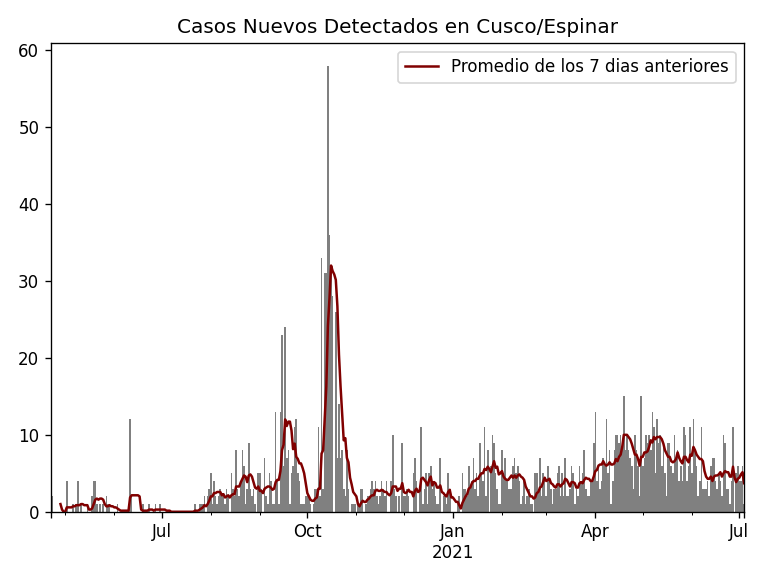 Casos Nuevos Detectados en Cusco/Espinar
Promedio de los 7 dias anteriores
60
50
40
30
20
10
0
Jul
Oct
Jan
2021
Apr
Jul